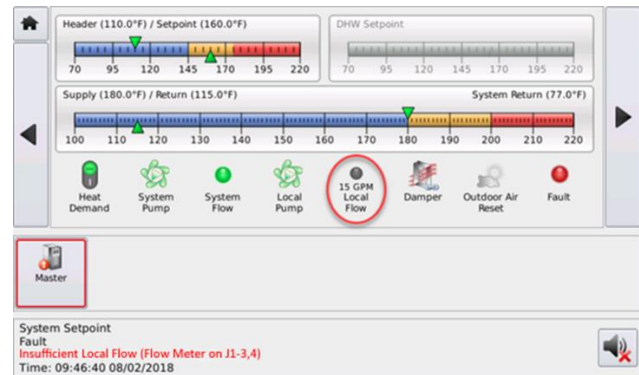 Header (110.0°F) / Setpoint (160.0°F)
70 95 120 145 170 195 220
DHW Setpoint
70 95 120 145 170 195 220
Supply (180.0°F) / Return (115.0°F) System Return (77.0°F)
100 110 120 130 140 150 160 170 180 190 200 210 220
Heat
Demand
System
Pump
System
Flow
Local
Pump
15 GPM
Local
Flow
Damper
Outdoor Air
Reset
Fault
Master
System Setpoint
Fault
Insufficient Local Flow (Flow Meter on J1-3,4)
Time: 09:46:40 08/02/2018